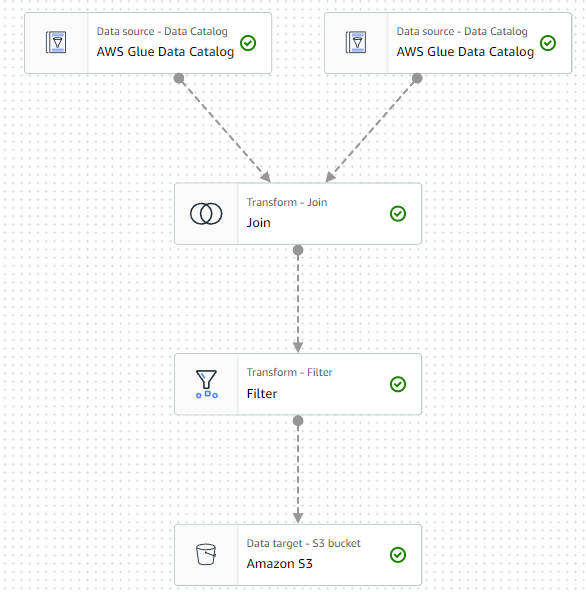 Data source - Data Catalog
AWS Glue Data Catalog
Data source - Data Catalog
AWS Glue Data Catalog
Transform - Join
Join
Transform - Filter
Filter
Data target - S3 bucket
Amazon S3